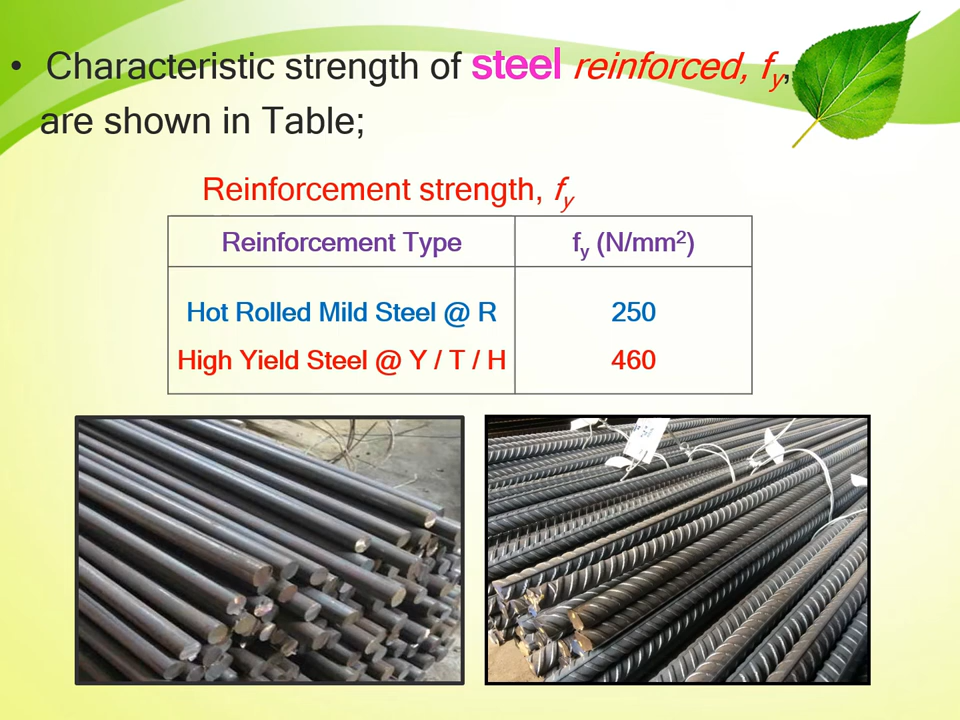 • Characteristic strength of steel reinforced, fy,
are shown in Table;
Reinforcement strength, fy
Reinforcement Type fy (N/mm²)
Hot Rolled Mild Steel @ R 250
High Yield Steel @ Y / T / H 460